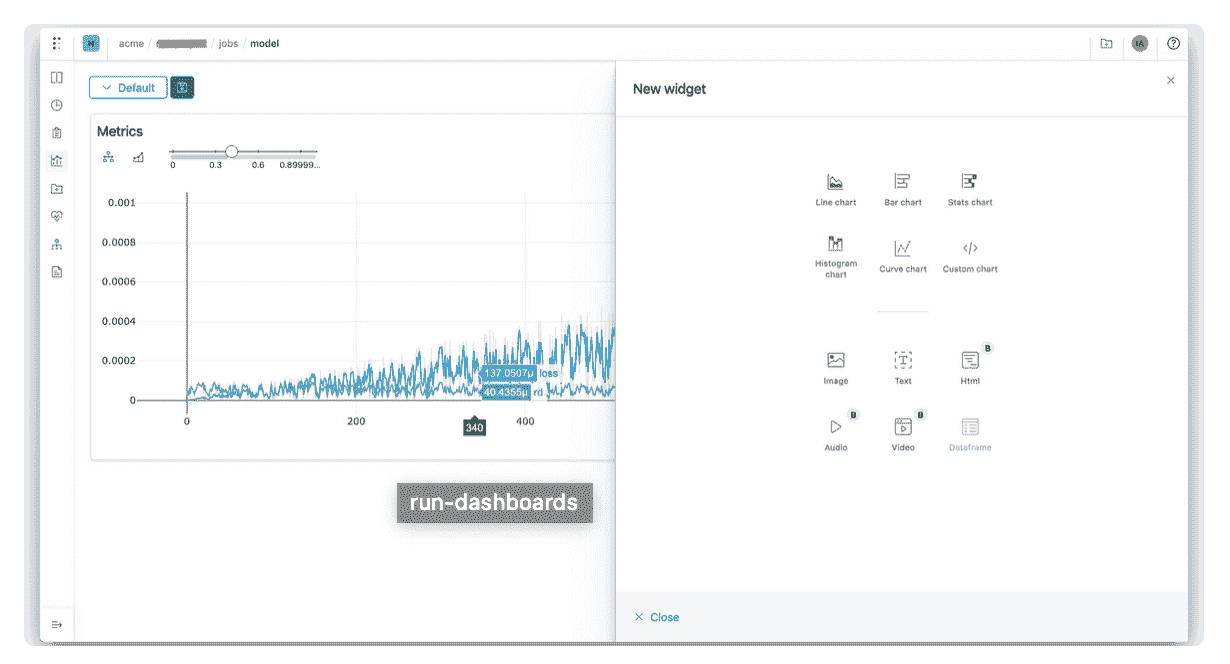 acme / / jobs / model
IA
Default
Metrics
0 0.3 0.6 0.89999...
0.001
0.0008
0.0006
0.0004
0.0002
0
137.0507μ loss
40.4355μ rd
0 200 400
340
run-dashboards
New widget
Line chart
Bar chart
Stats chart
Histogram
chart
Curve chart
Custom chart
Image
Text
B
Html
B
Audio
B
Video
Dataframe
Close